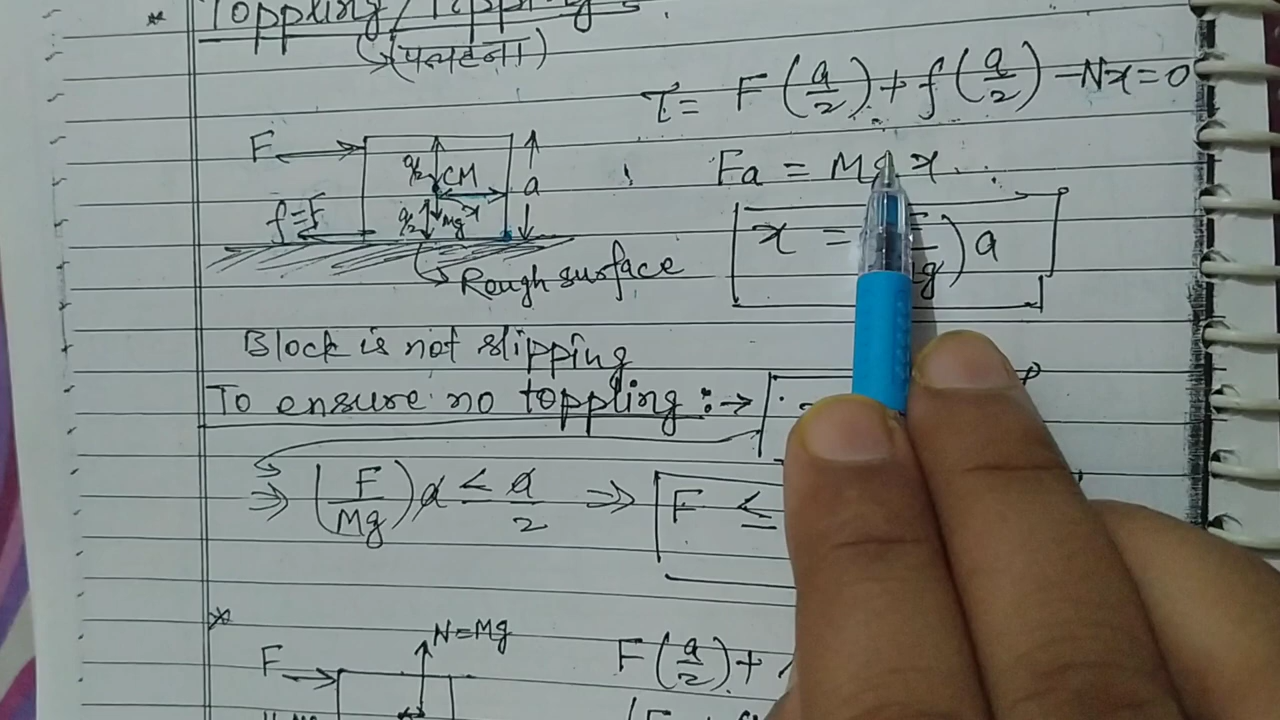 * Toppling/Tipping :-
(पलटना)
τ = F(a/2) + f(a/2) - Nx = 0
F
a/2 CM a
Fa = Mg x
f=F a/2 Mg x
x = g) a
Rough surface
Block is not slipping
To ensure no toppling :→
⇒ (F/Mg) a ≤ a/2 ⇒ F ≤
*
N=Mg
F F(a/2) +